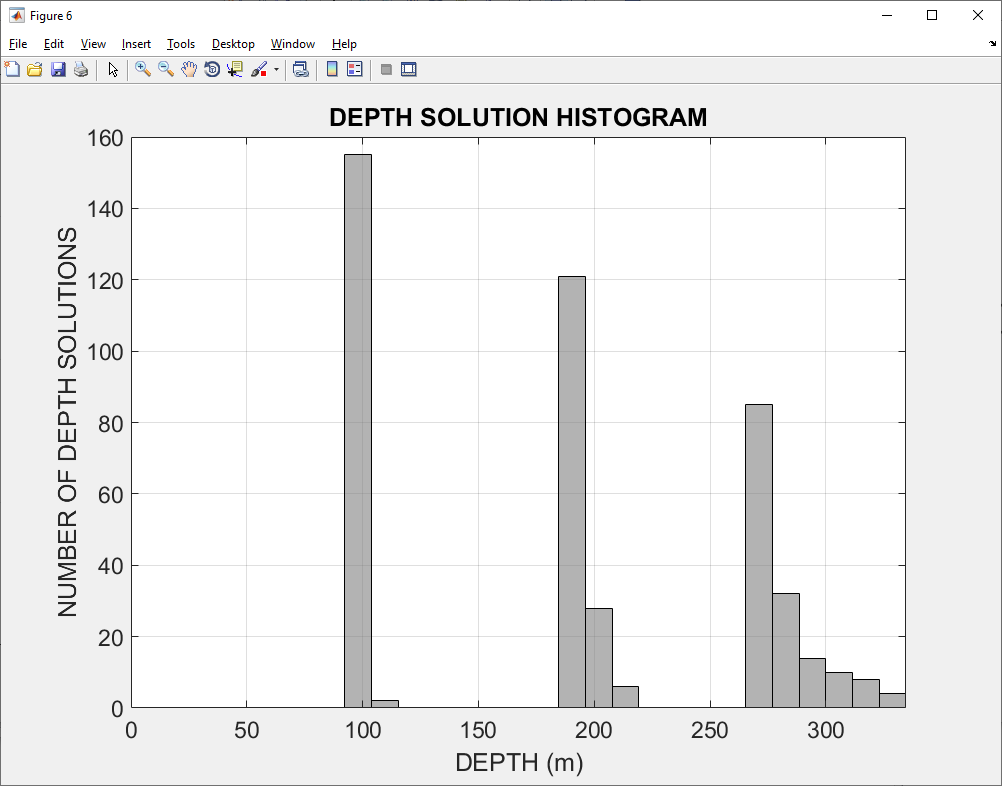 Figure 6
File Edit View Insert Tools Desktop Window Help
DEPTH SOLUTION HISTOGRAM
NUMBER OF DEPTH SOLUTIONS
160
140
120
100
80
60
40
20
0
0 50 100 150 200 250 300
DEPTH (m)